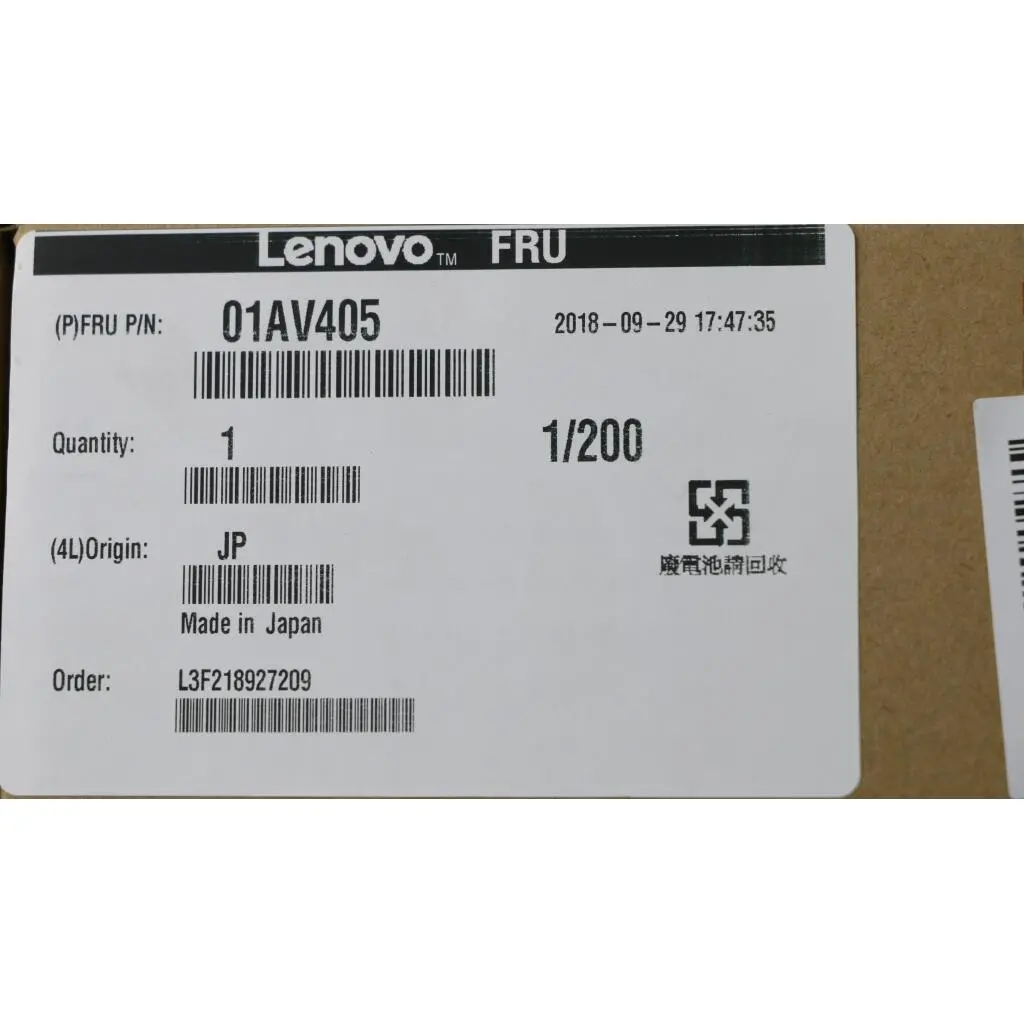 Lenovo™ FRU
(P)FRU P/N: 01AV405 2018-09-29 17:47:35
Quantity: 1 1/200
(4L)Origin: JP
廢電池請回收
Made in Japan
Order: L3F218927209